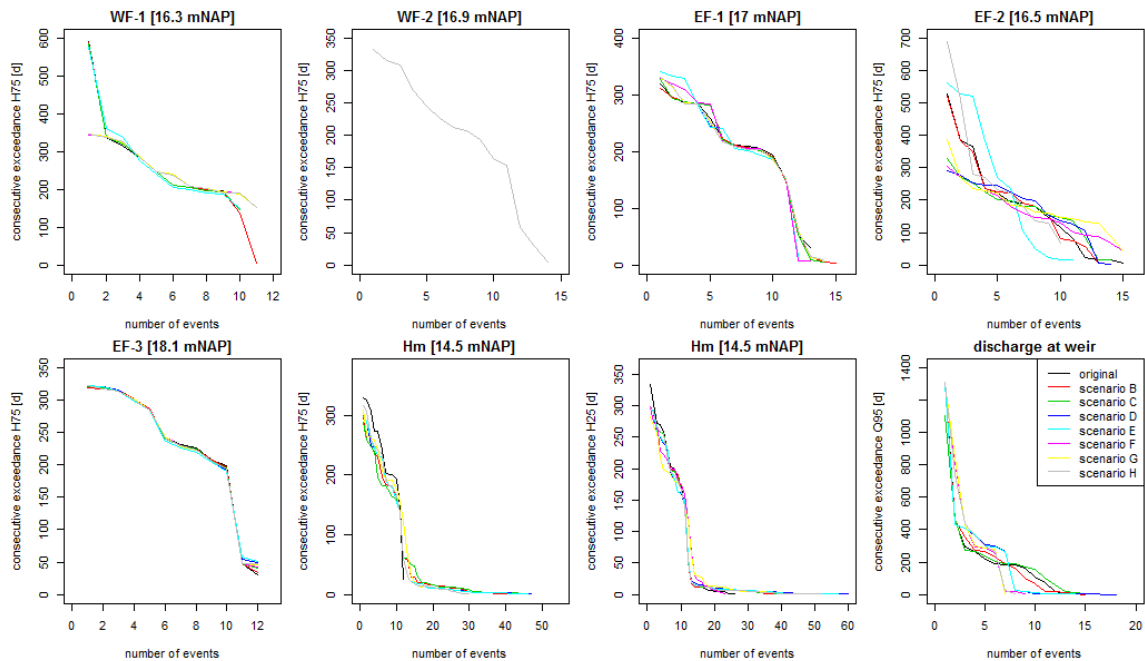 WF-1 [16.3 mNAP]
consecutive exceedance H75 [d]
0 100 200 300 400 500 600
0 2 4 6 8 10 12
number of events
WF-2 [16.9 mNAP]
consecutive exceedance H75 [d]
0 50 100 150 200 250 300 350
0 5 10 15
number of events
EF-1 [17 mNAP]
consecutive exceedance H75 [d]
0 100 200 300 400
0 5 10 15
number of events
EF-2 [16.5 mNAP]
consecutive exceedance H75 [d]
0 100 200 300 400 500 600 700
0 5 10 15
number of events
EF-3 [18.1 mNAP]
consecutive exceedance H75 [d]
0 50 100 150 200 250 300 350
0 2 4 6 8 10 12
number of events
Hm [14.5 mNAP]
consecutive exceedance H75 [d]
0 100 200 300
0 10 20 30 40 50
number of events
Hm [14.5 mNAP]
consecutive exceedance H25 [d]
0 50 100 150 200 250 300 350
0 10 20 30 40 50 60
number of events
discharge at weir
consecutive exceedance Q95 [d]
0 200 400 600 800 1000 1400
0 5 10 15 20
number of events
original
scenario B
scenario C
scenario D
scenario E
scenario F
scenario G
scenario H